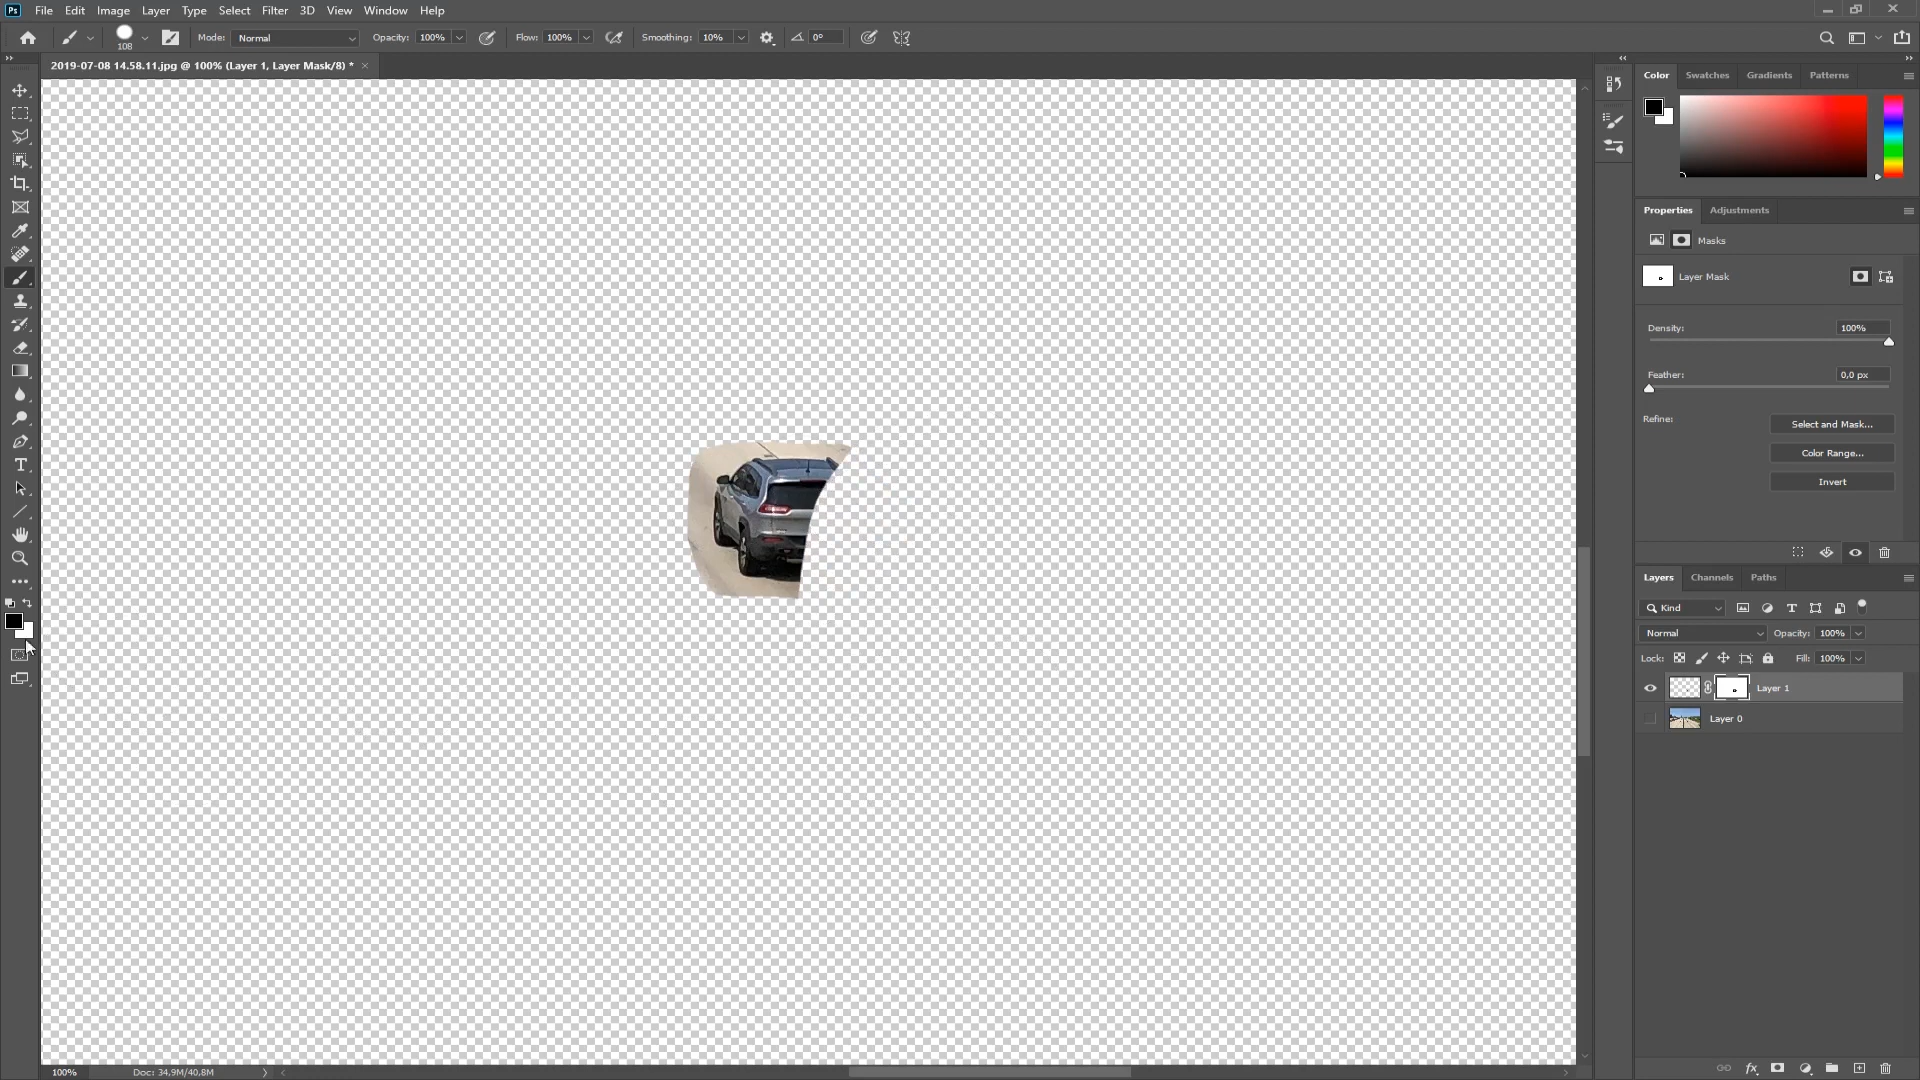 Ps File Edit Image Layer Type Select Filter 3D View Window Help
108 Mode: Normal Opacity: 100% Flow: 100% Smoothing: 10% 0°
2019-07-08 14.58.11.jpg @ 100% (Layer 1, Layer Mask/8) * ×
Color Swatches Gradients Patterns
Properties Adjustments
Masks
Layer Mask
Density: 100%
Feather: 0,0 px
Refine: Select and Mask...
Color Range...
Invert
Layers Channels Paths
Kind
Normal Opacity: 100%
Lock: Fill: 100%
Layer 1
Layer 0
fx
100% Doc: 34,9M/40,8M